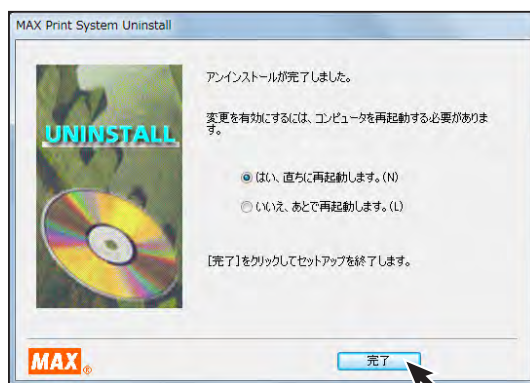 MAX Print System Uninstall
UNINSTALL
アンインストールが完了しました。
変更を有効にするには、コンピュータを再起動する必要がありま
す。
はい、直ちに再起動します。(N)
いいえ、あとで再起動します。(L)
[完了]をクリックしてセットアップを終了します。
MAX®
完了